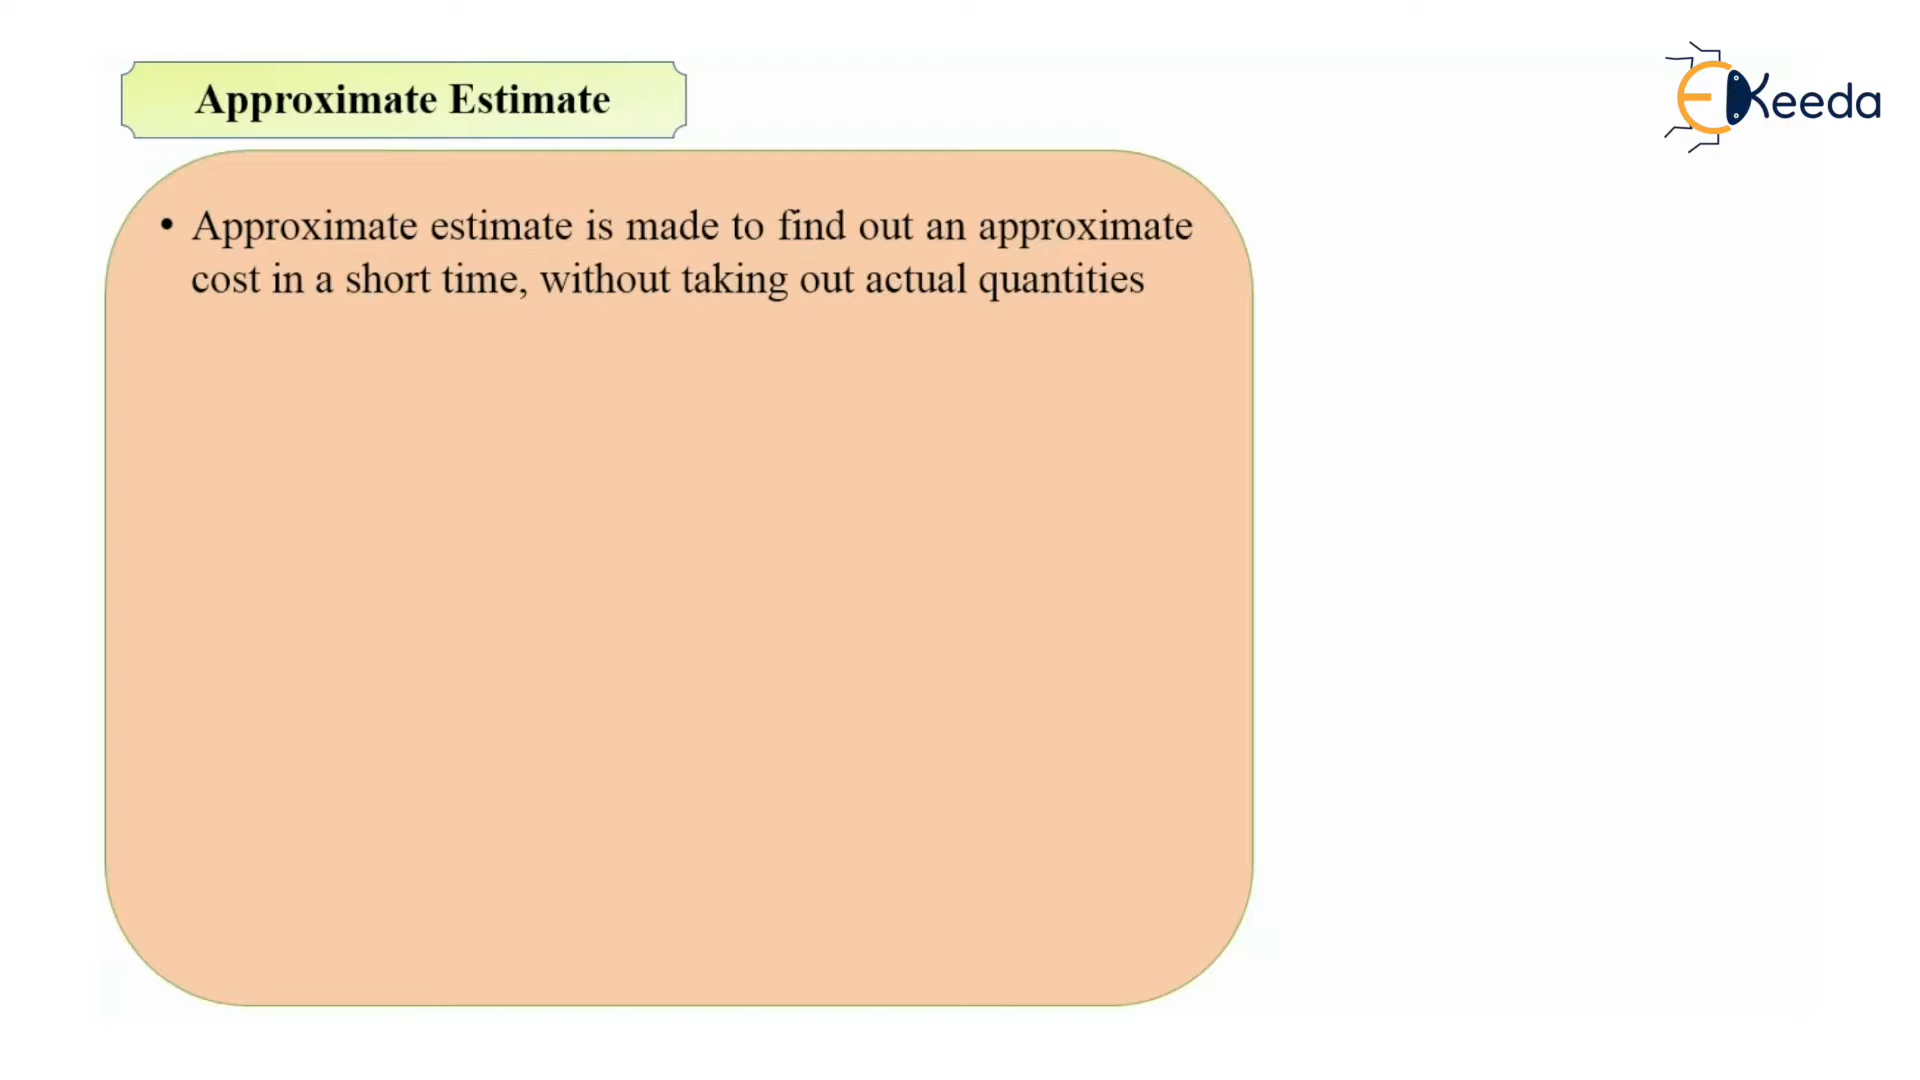 Approximate Estimate
EKeeda
• Approximate estimate is made to find out an approximate
cost in a short time, without taking out actual quantities